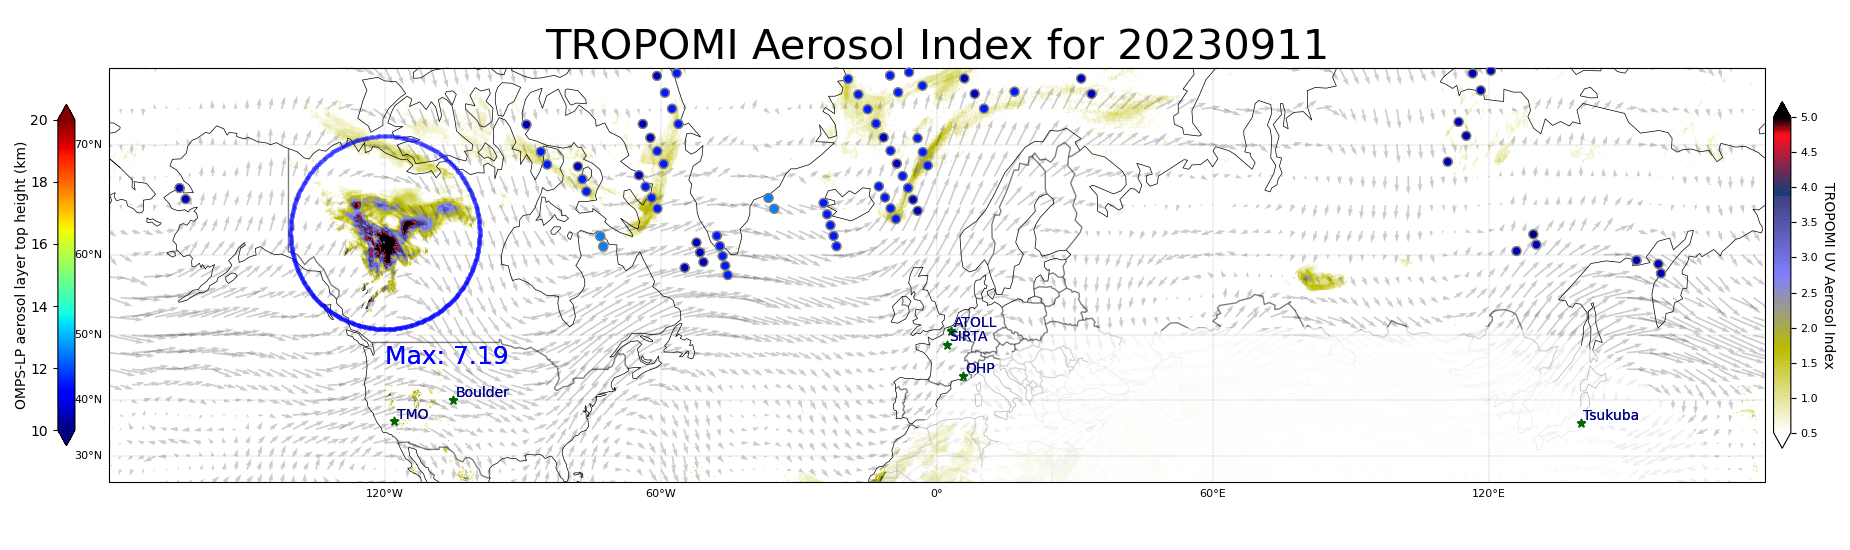 TROPOMI Aerosol Index for 20230911
OMPS-LP aerosol layer top height (km)
20
18
16
14
12
10
70°N
60°N
50°N
40°N
30°N
120°W
60°W
0°
60°E
120°E
Max: 7.19
Boulder
TMO
ATOLL
SIRTA
OHP
Tsukuba
5.0
4.5
4.0
3.5
3.0
2.5
2.0
1.5
1.0
0.5
TROPOMI UV Aerosol Index